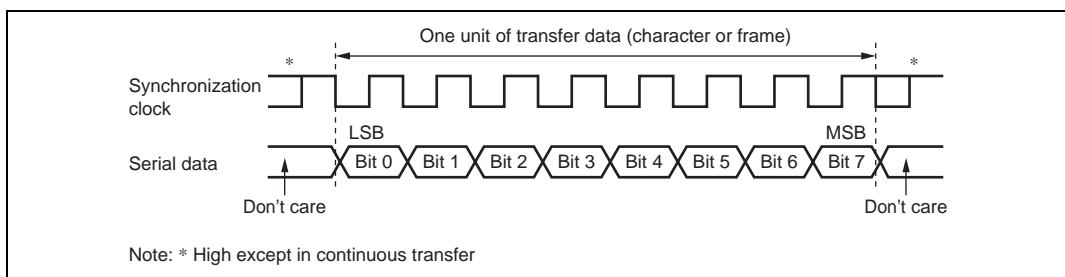 One unit of transfer data (character or frame)
* *
Synchronization
clock
LSB MSB
Serial data Bit 0 Bit 1 Bit 2 Bit 3 Bit 4 Bit 5 Bit 6 Bit 7
Don't care Don't care
Note: * High except in continuous transfer